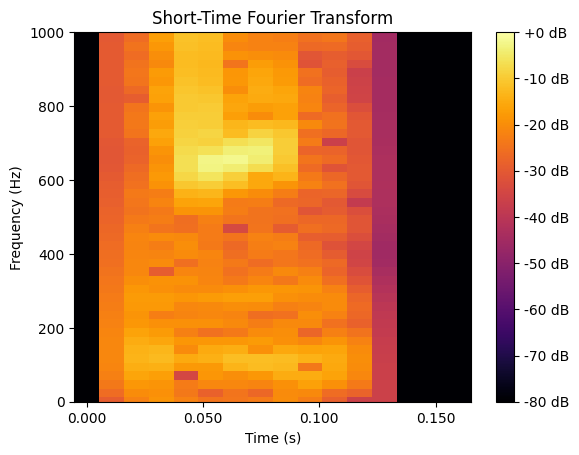 Short-Time Fourier Transform
1000
800
600
400
200
0
Frequency (Hz)
0.000
0.050
0.100
0.150
Time (s)
+0 dB
-10 dB
-20 dB
-30 dB
-40 dB
-50 dB
-60 dB
-70 dB
-80 dB